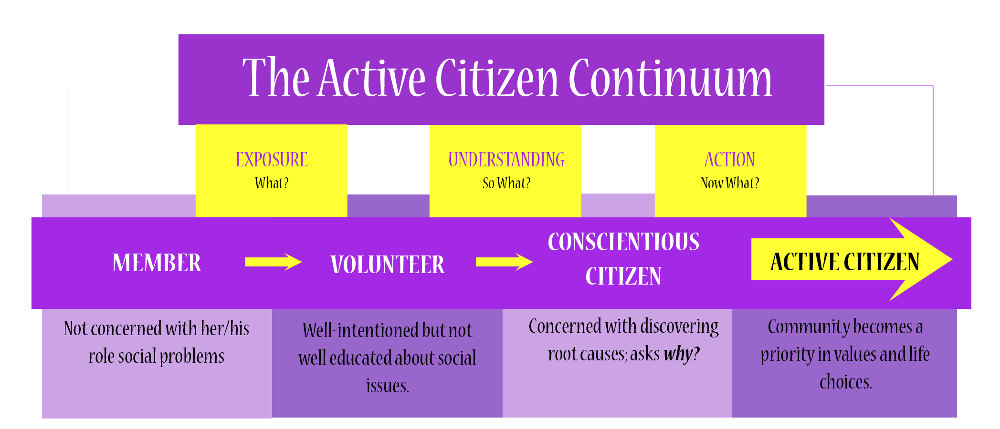 The Active Citizen Continuum
EXPOSURE
What?
UNDERSTANDING
So What?
ACTION
Now What?
MEMBER
VOLUNTEER
CONSCIENTIOUS
CITIZEN
ACTIVE CITIZEN
Not concerned with her/his
role social problems
Well-intentioned but not
well educated about social
issues.
Concerned with discovering
root causes; asks why?
Community becomes a
priority in values and life
choices.